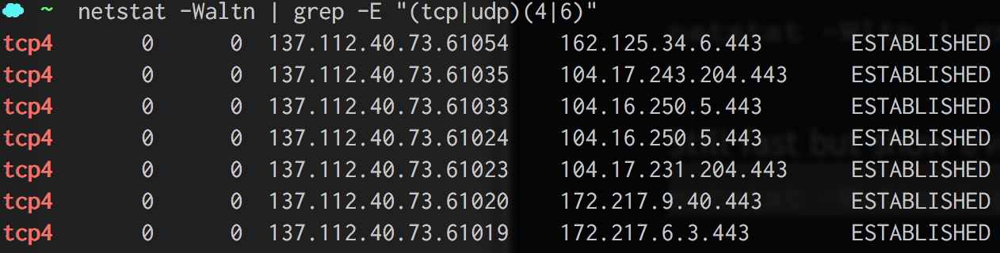 ~ netstat -Waltn | grep -E "(tcp|udp)(4|6)"
tcp4 0 0 137.112.40.73.61054 162.125.34.6.443 ESTABLISHED
tcp4 0 0 137.112.40.73.61035 104.17.243.204.443 ESTABLISHED
tcp4 0 0 137.112.40.73.61033 104.16.250.5.443 ESTABLISHED
tcp4 0 0 137.112.40.73.61024 104.16.250.5.443 ESTABLISHED
tcp4 0 0 137.112.40.73.61023 104.17.231.204.443 ESTABLISHED
tcp4 0 0 137.112.40.73.61020 172.217.9.40.443 ESTABLISHED
tcp4 0 0 137.112.40.73.61019 172.217.6.3.443 ESTABLISHED